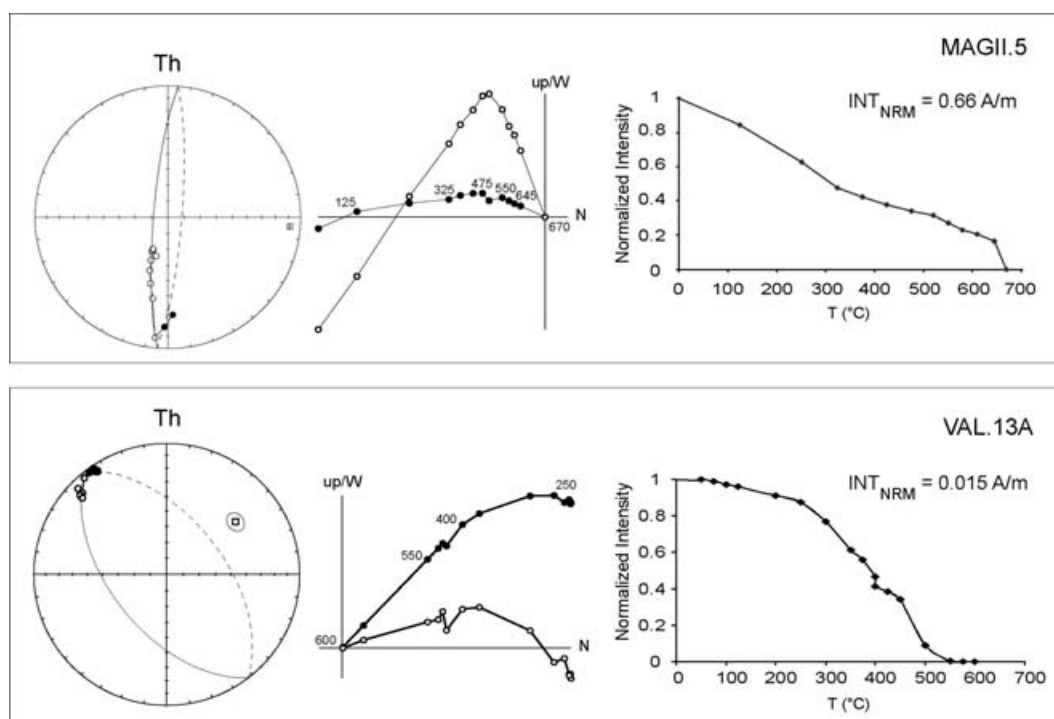 MAGII.5
Th
up/W
125
325
475
550
645
N
670
INT_NRM = 0.66 A/m
Normalized Intensity
1
0.8
0.6
0.4
0.2
0
0 100 200 300 400 500 600 700
T (°C)
VAL.13A
Th
up/W
250
400
550
600
N
INT_NRM = 0.015 A/m
Normalized Intensity
1
0.8
0.6
0.4
0.2
0
0 100 200 300 400 500 600 700
T (°C)